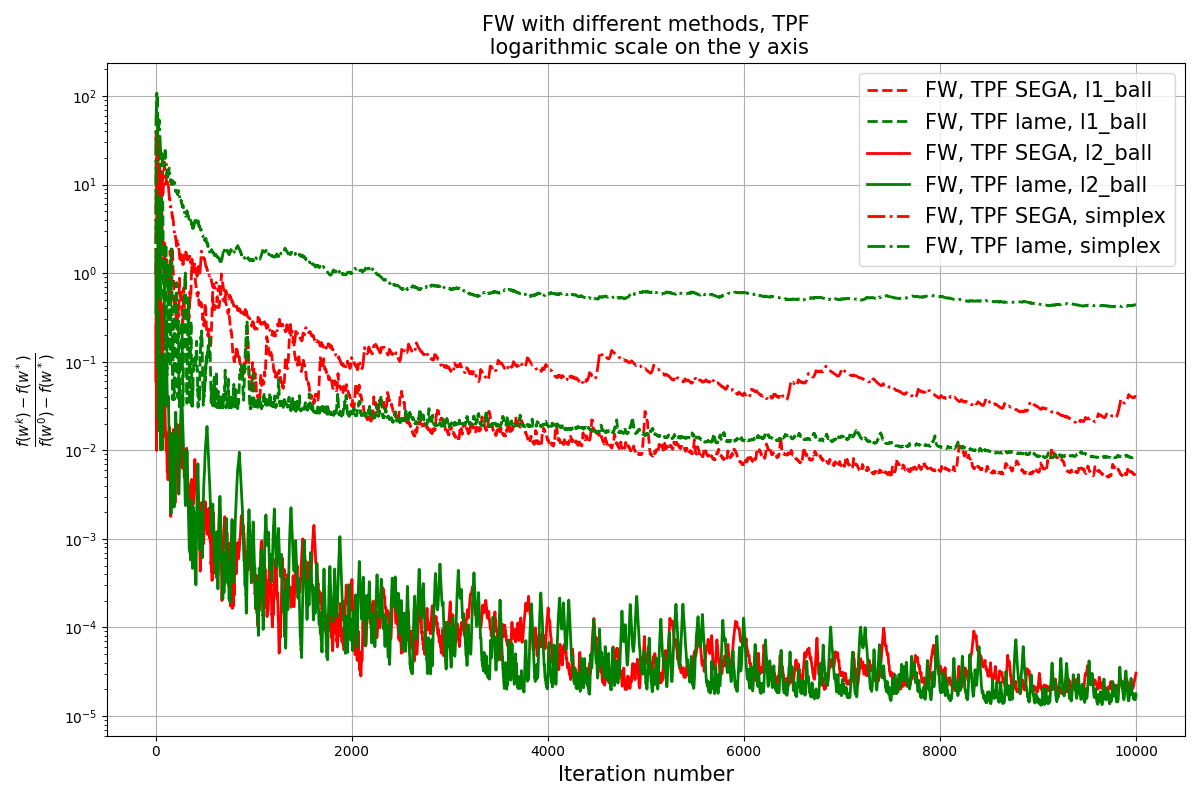 FW with different methods, TPF
logarithmic scale on the y axis
FW, TPF SEGA, l1_ball
FW, TPF lame, l1_ball
FW, TPF SEGA, l2_ball
FW, TPF lame, l2_ball
FW, TPF SEGA, simplex
FW, TPF lame, simplex
10²
10¹
10⁰
10⁻¹
10⁻²
10⁻³
10⁻⁴
10⁻⁵
f(wᵏ) − f(w*)
f(w⁰) − f(w*)
0 2000 4000 6000 8000 10000
Iteration number